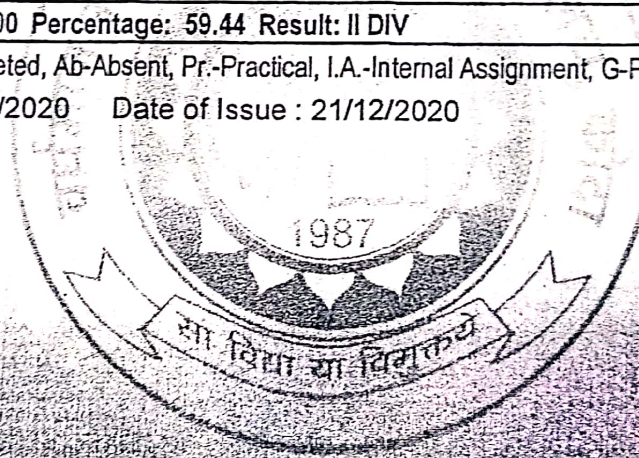 00 Percentage: 59.44 Result: II DIV
eted, Ab-Absent, Pr.-Practical, I.A.-Internal Assignment, G-P
/2020 Date of Issue : 21/12/2020
1987
सा विद्या या विमुक्तये